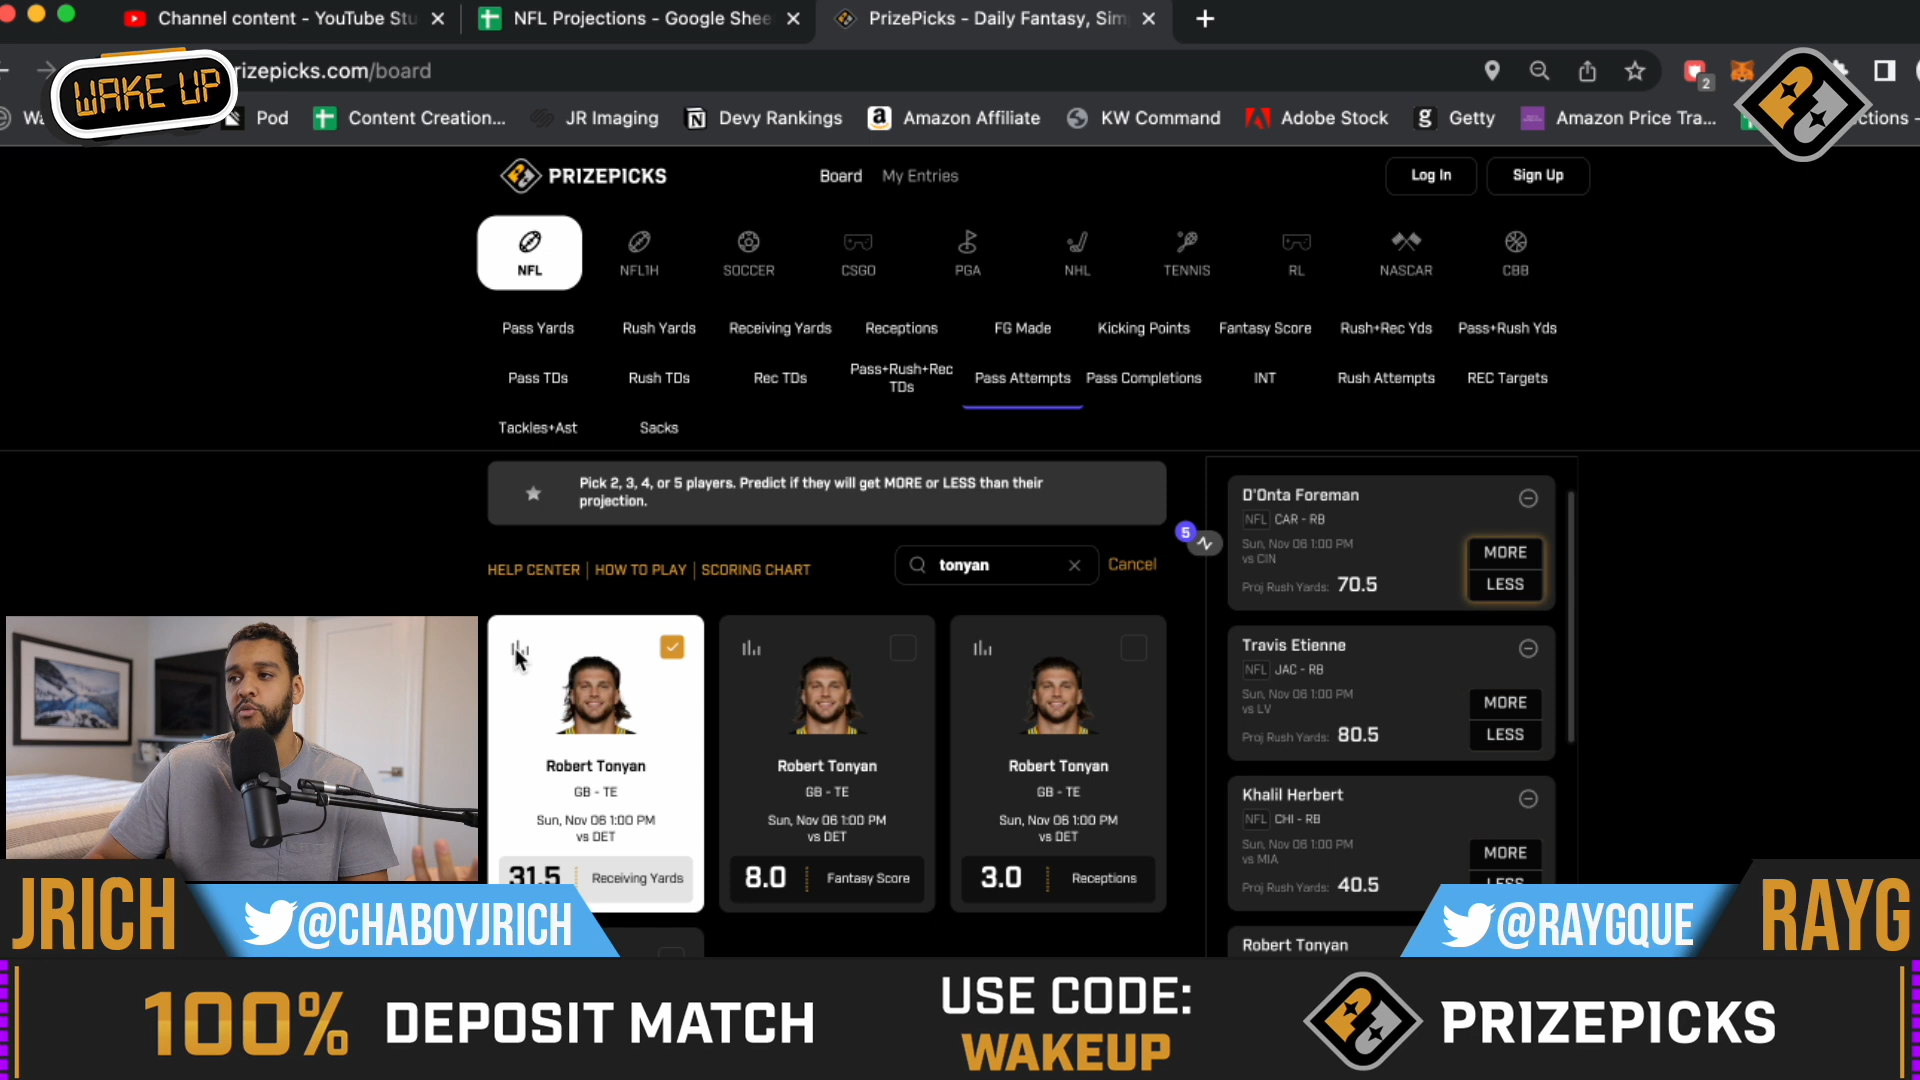 Channel content - YouTube Stu
NFL Projections - Google Shee
PrizePicks - Daily Fantasy, Sim
WAKE UP
rizepicks.com/board
2
Pod
Content Creation...
JR Imaging
Devy Rankings
Amazon Affiliate
KW Command
Adobe Stock
Getty
Amazon Price Tra...
ctions -
PRIZEPICKS
Board
My Entries
Log In
Sign Up
NFL
NFL1H
SOCCER
CSGO
PGA
NHL
TENNIS
RL
NASCAR
CBB
Pass Yards
Rush Yards
Receiving Yards
Receptions
FG Made
Kicking Points
Fantasy Score
Rush+Rec Yds
Pass+Rush Yds
Pass TDs
Rush TDs
Rec TDs
Pass+Rush+Rec
TDs
Pass Attempts
Pass Completions
INT
Rush Attempts
REC Targets
Tackles+Ast
Sacks
Pick 2, 3, 4, or 5 players. Predict if they will get MORE or LESS than their
projection.
HELP CENTER | HOW TO PLAY | SCORING CHART
tonyan
Cancel
Robert Tonyan
GB - TE
Sun, Nov 06 1:00 PM
vs DET
31.5
Receiving Yards
Robert Tonyan
GB - TE
Sun, Nov 06 1:00 PM
vs DET
8.0
Fantasy Score
Robert Tonyan
GB - TE
Sun, Nov 06 1:00 PM
vs DET
3.0
Receptions
5
D'Onta Foreman
NFL CAR - RB
Sun, Nov 06 1:00 PM
vs CIN
Proj Rush Yards: 70.5
MORE
LESS
Travis Etienne
NFL JAC - RB
Sun, Nov 06 1:00 PM
vs LV
Proj Rush Yards: 80.5
MORE
LESS
Khalil Herbert
NFL CHI - RB
Sun, Nov 06 1:00 PM
vs MIA
Proj Rush Yards: 40.5
MORE
LESS
Robert Tonyan
JRICH
@CHABOYJRICH
@RAYGQUE
RAYG
100% DEPOSIT MATCH
USE CODE:
WAKEUP
PRIZEPICKS